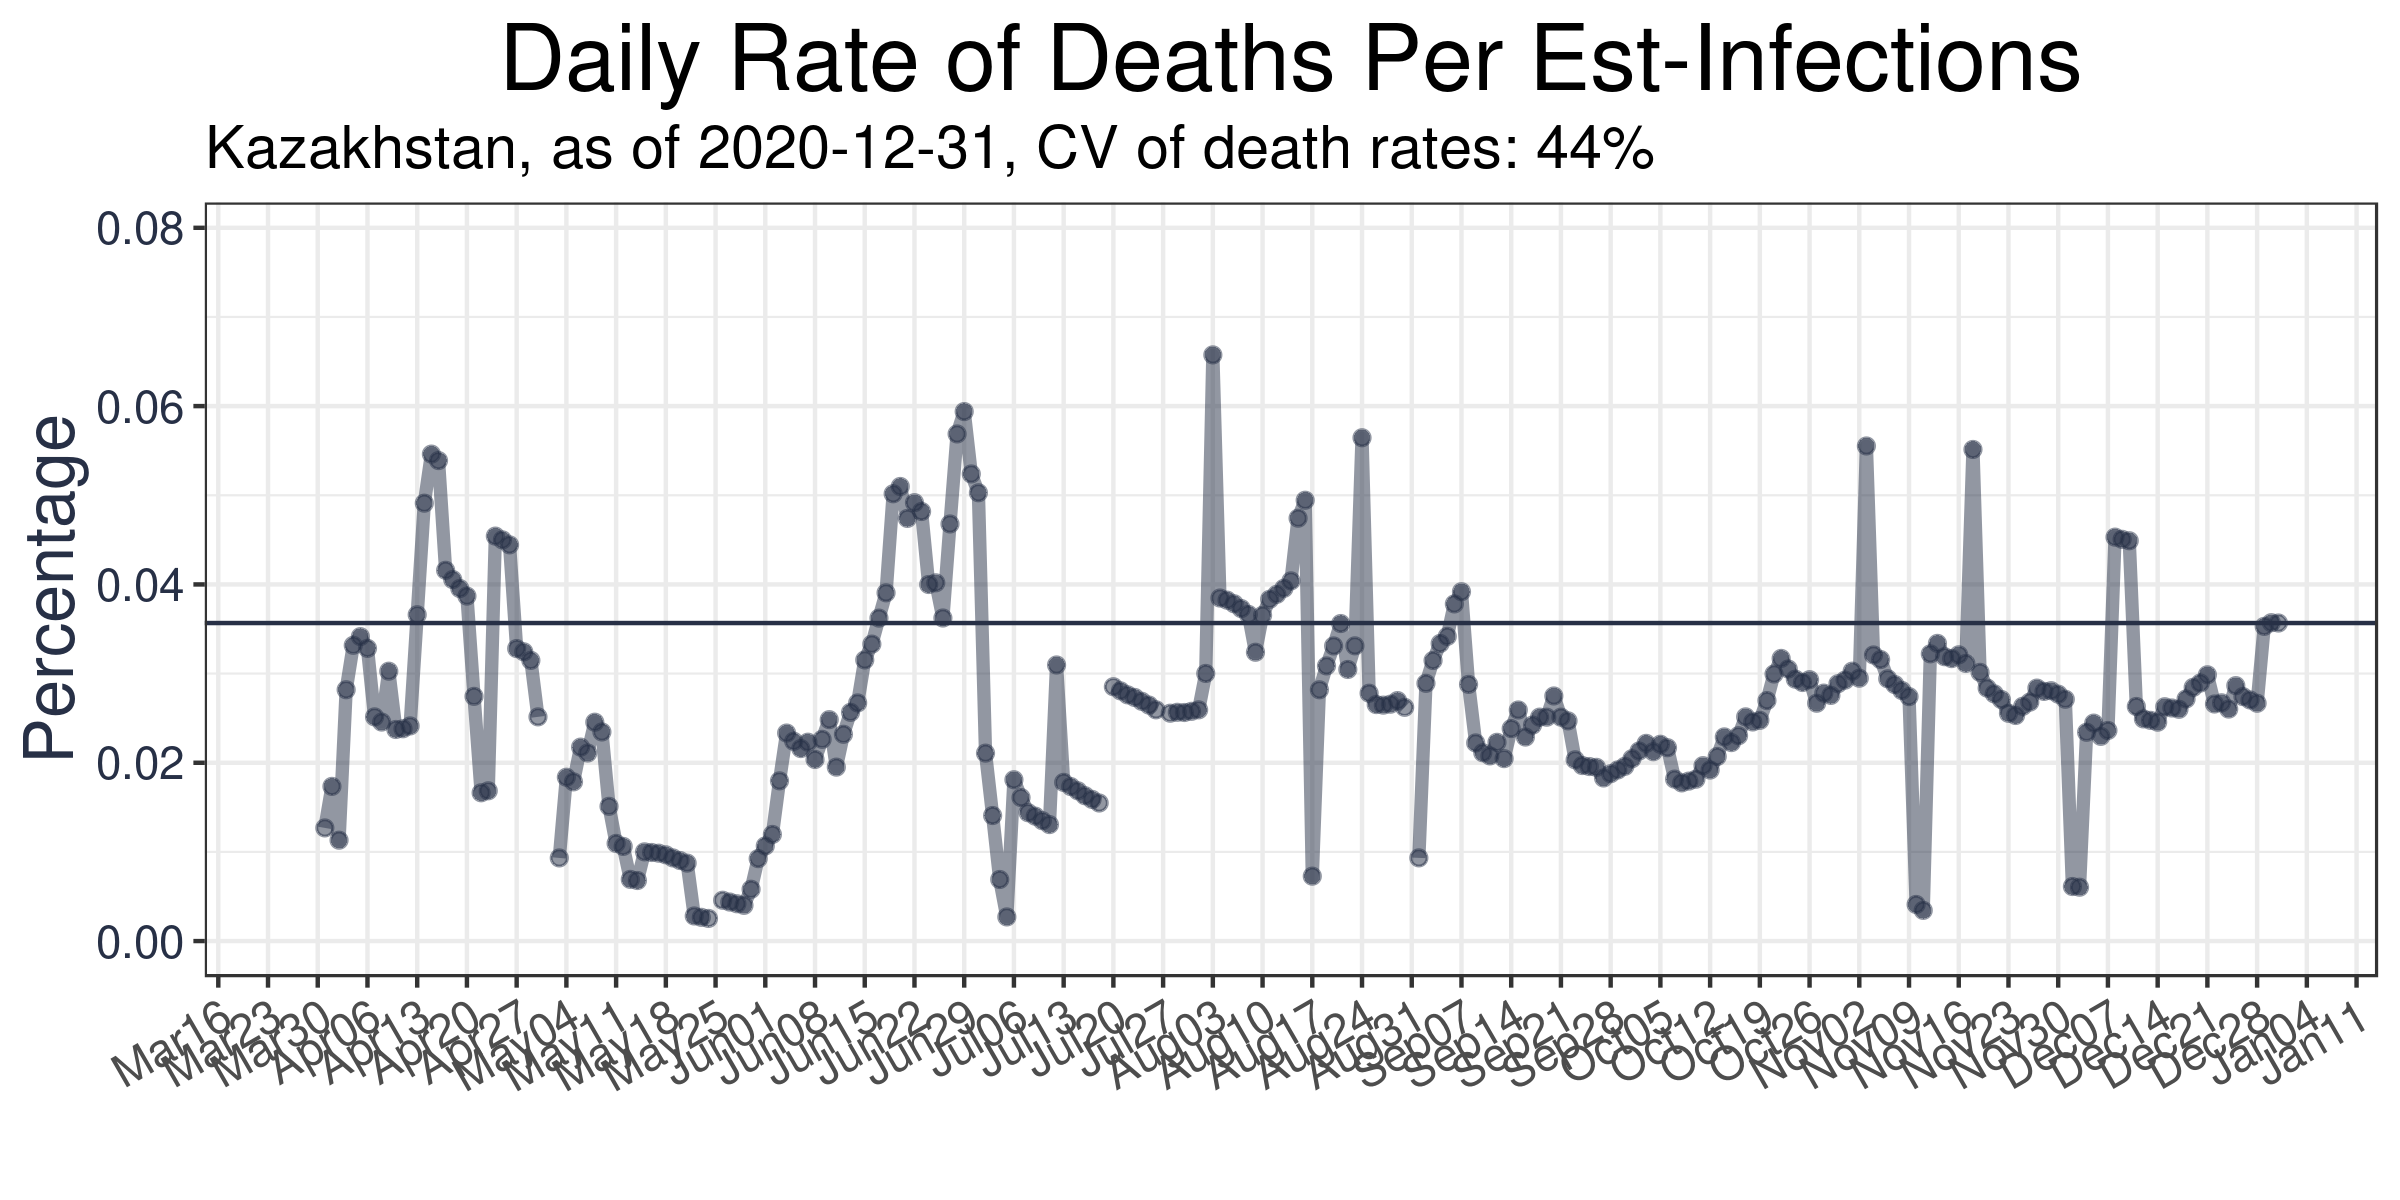 Daily Rate of Deaths Per Est-Infections
Kazakhstan, as of 2020-12-31, CV of death rates: 44%
Percentage
0.08
0.06
0.04
0.02
0.00
Mar16
Mar23
Mar30
Apr06
Apr13
Apr20
Apr27
May04
May11
May18
May25
Jun01
Jun08
Jun15
Jun22
Jun29
Jul06
Jul13
Jul20
Jul27
Aug03
Aug10
Aug17
Aug24
Aug31
Sep07
Sep14
Sep21
Sep28
Oct05
Oct12
Oct19
Oct26
Nov02
Nov09
Nov16
Nov23
Nov30
Dec07
Dec14
Dec21
Dec28
Jan04
Jan11